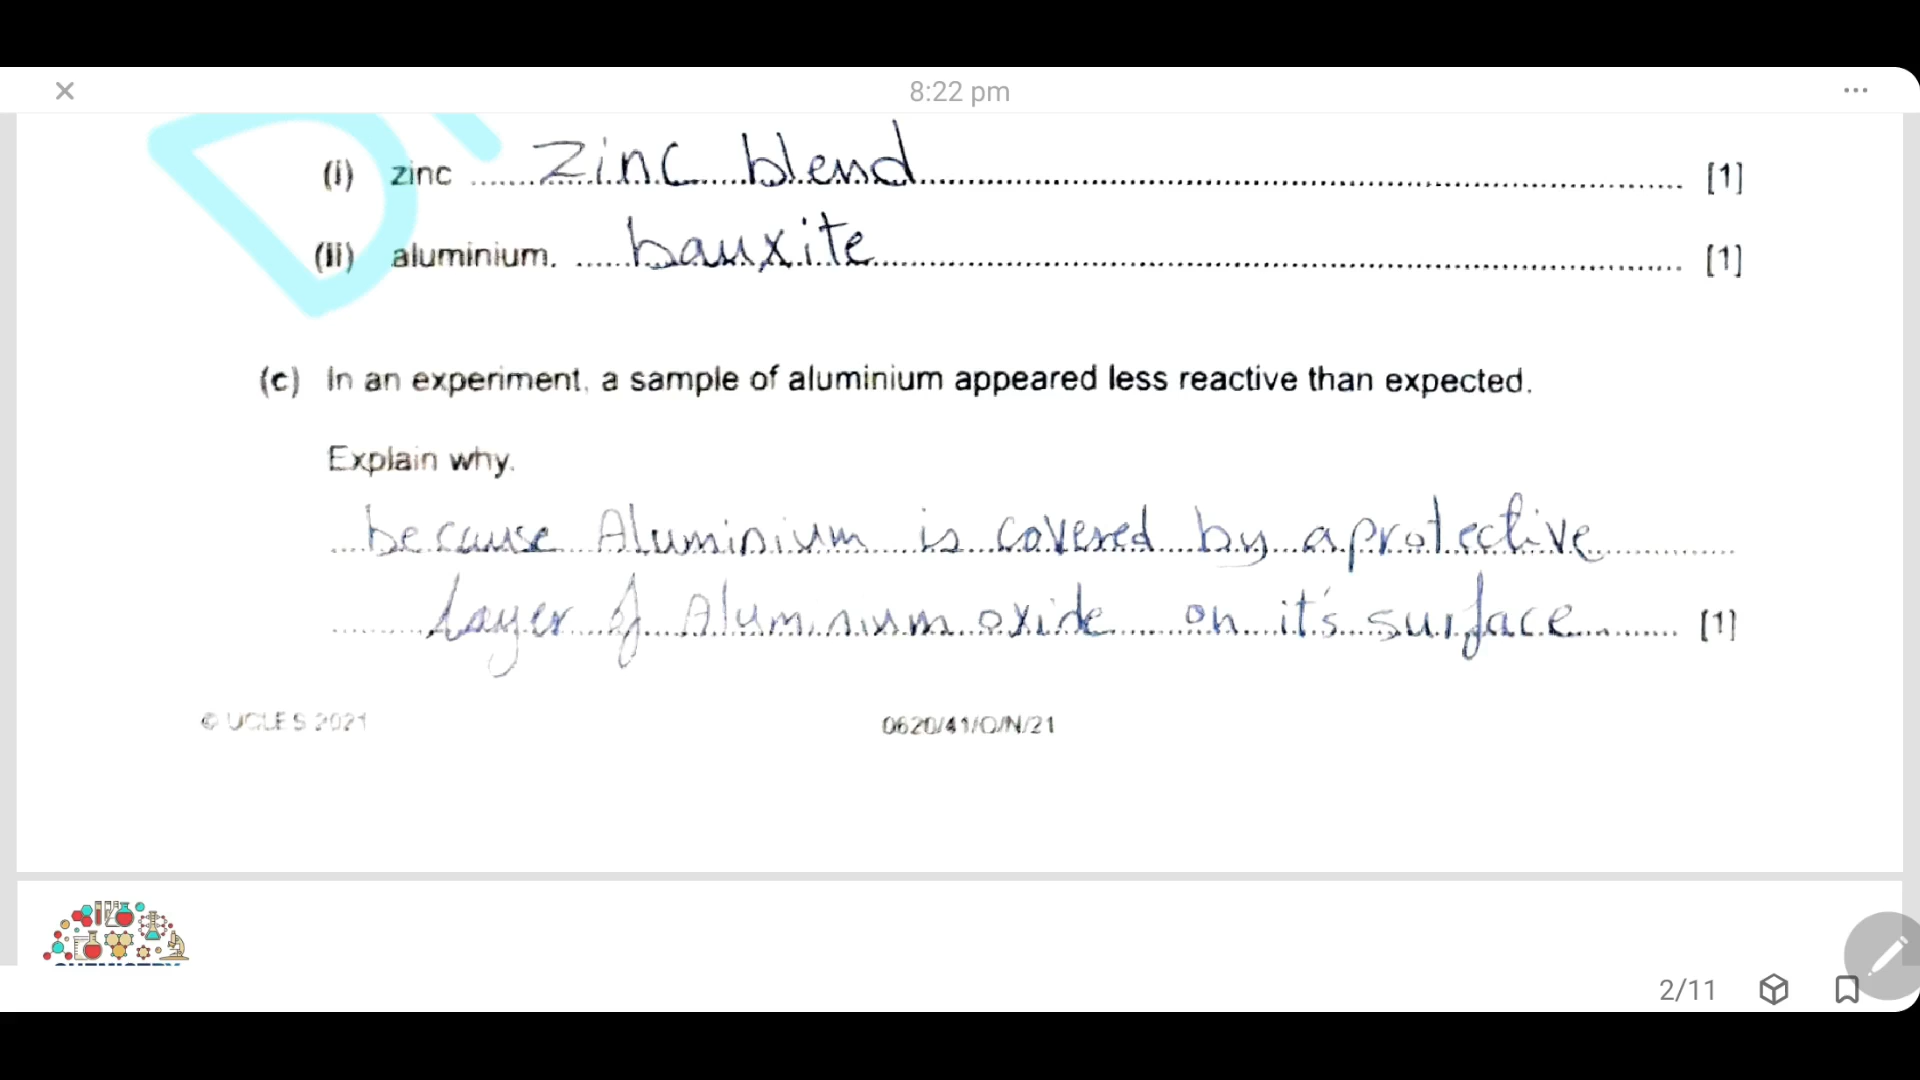 8:22 pm
(i) zinc ..... Zinc blend ..... [1]
(ii) aluminium. ..... bauxite ..... [1]
(c) In an experiment, a sample of aluminium appeared less reactive than expected.
Explain why.
because Aluminium is covered by a protective
layer of Aluminium oxide on it's surface ..... [1]
© UCLES 2021 0620/41/O/N/21
2/11